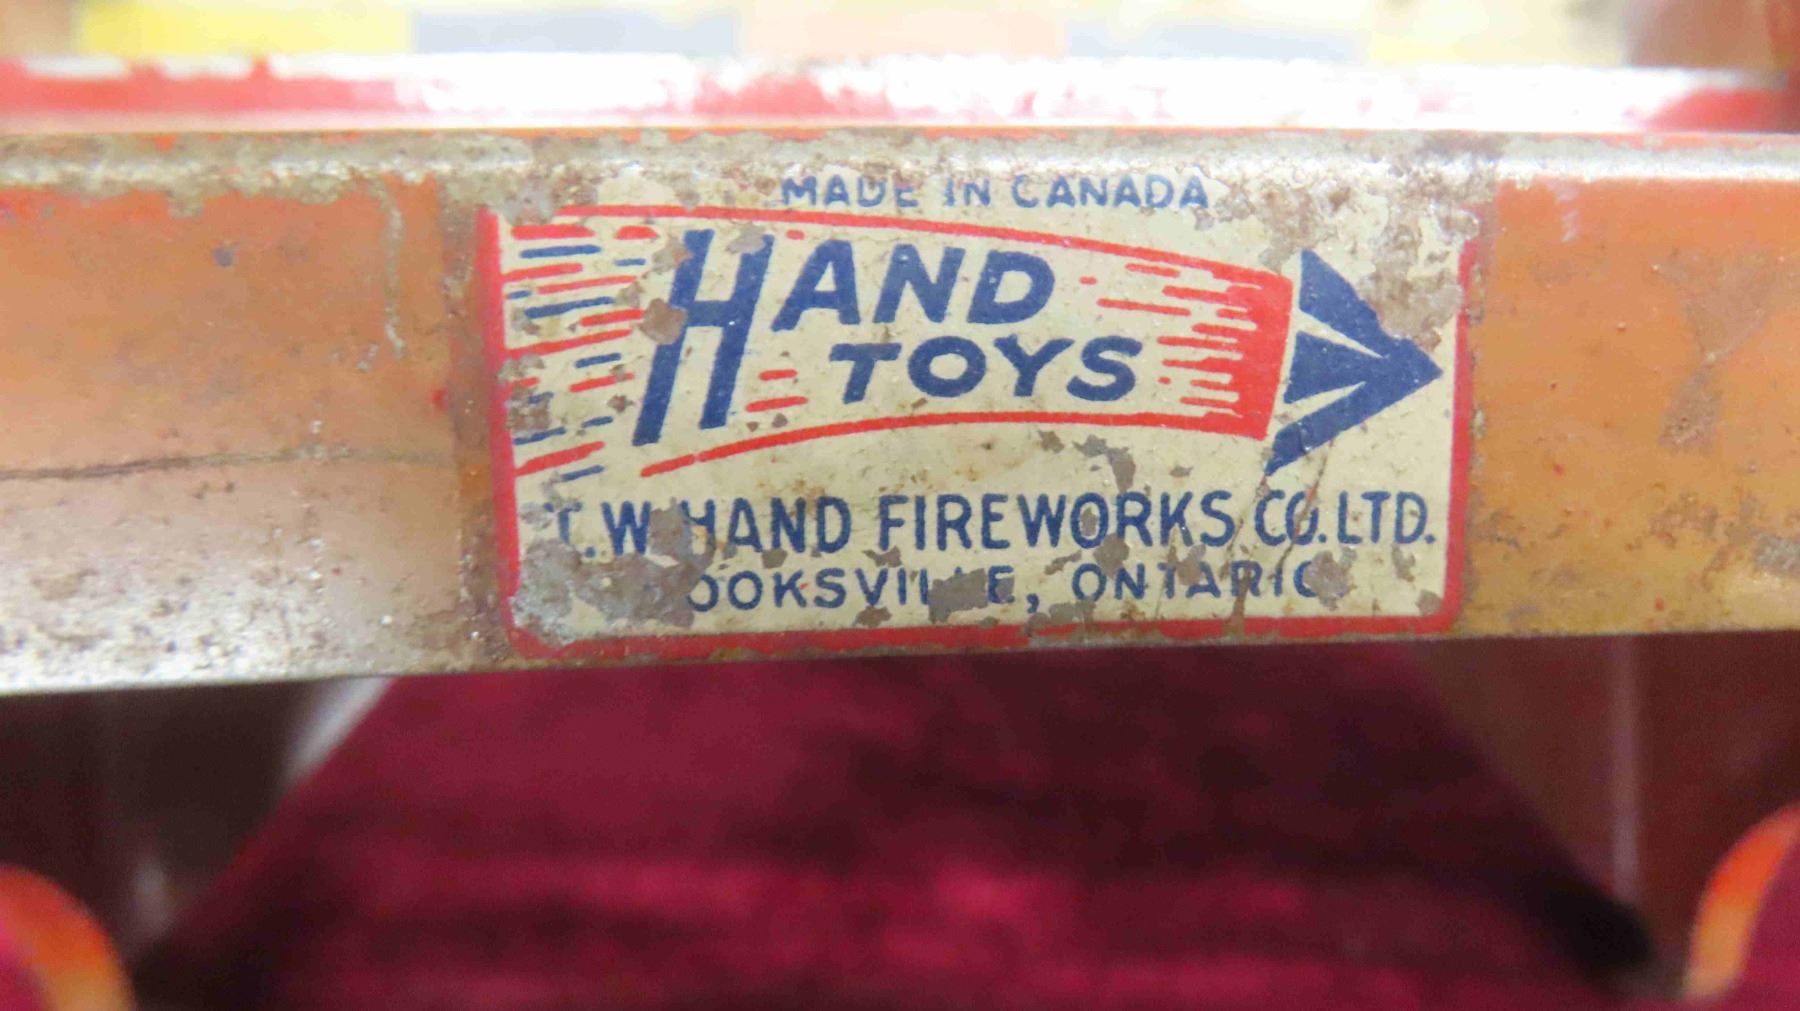 MADE IN CANADA
HAND
TOYS
T.W. HAND FIREWORKS CO. LTD.
COOKSVILLE, ONTARIO